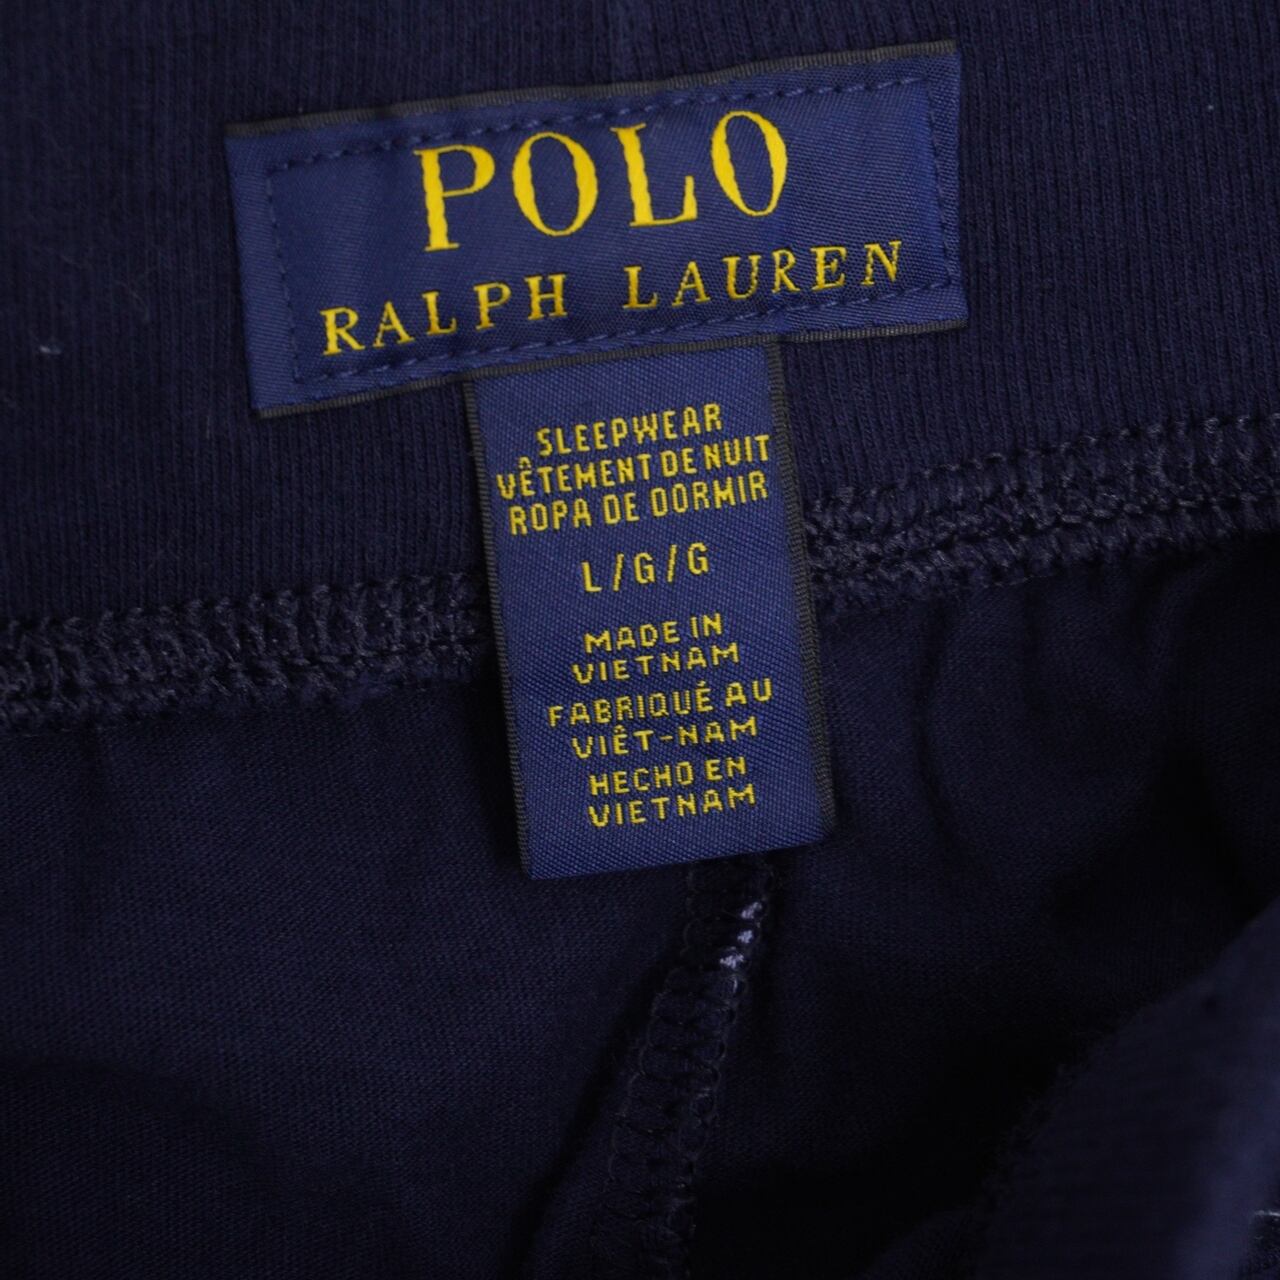 POLO
RALPH LAUREN
SLEEPWEAR
VÊTEMENT DE NUIT
ROPA DE DORMIR
L/G/G
MADE IN
VIETNAM
FABRIQUÉ AU
VIÊT-NAM
HECHO EN
VIETNAM